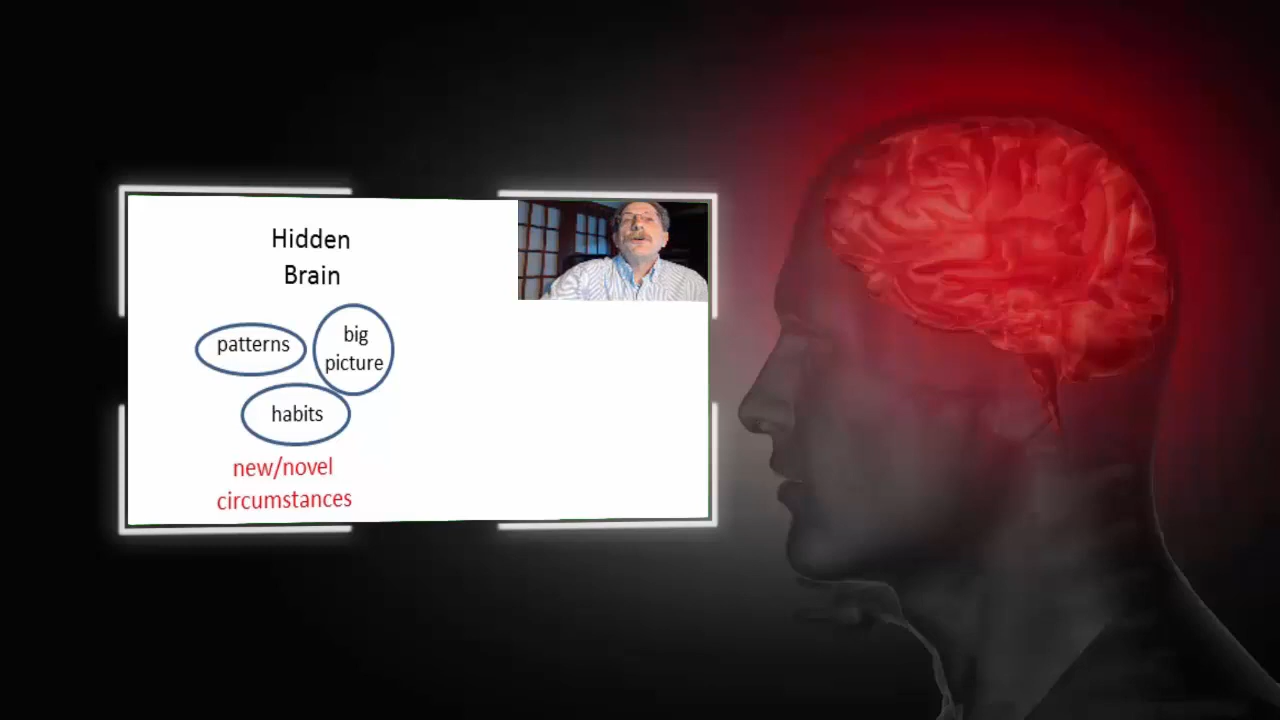 Hidden
Brain
patterns
big
picture
habits
new/novel
circumstances